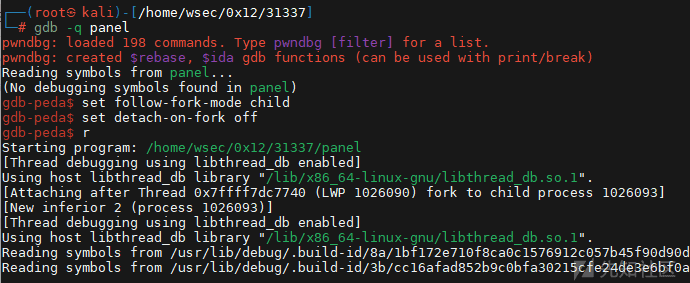 ┌──(root㉿kali)-[/home/wsec/0x12/31337]
└─# gdb -q panel
pwndbg: loaded 198 commands. Type pwndbg [filter] for a list.
pwndbg: created $rebase, $ida gdb functions (can be used with print/break)
Reading symbols from panel...
(No debugging symbols found in panel)
gdb-peda$ set follow-fork-mode child
gdb-peda$ set detach-on-fork off
gdb-peda$ r
Starting program: /home/wsec/0x12/31337/panel
[Thread debugging using libthread_db enabled]
Using host libthread_db library "/lib/x86_64-linux-gnu/libthread_db.so.1".
[Attaching after Thread 0x7ffff7dc7740 (LWP 1026090) fork to child process 1026093]
[New inferior 2 (process 1026093)]
[Thread debugging using libthread_db enabled]
Using host libthread_db library "/lib/x86_64-linux-gnu/libthread_db.so.1".
Reading symbols from /usr/lib/debug/.build-id/8a/1bf172e710f8ca0c1576912c057b45f90d90d
Reading symbols from /usr/lib/debug/.build-id/3b/cc16afad852b9c0bfa30215cfe24de3e6bf0a
先知社区